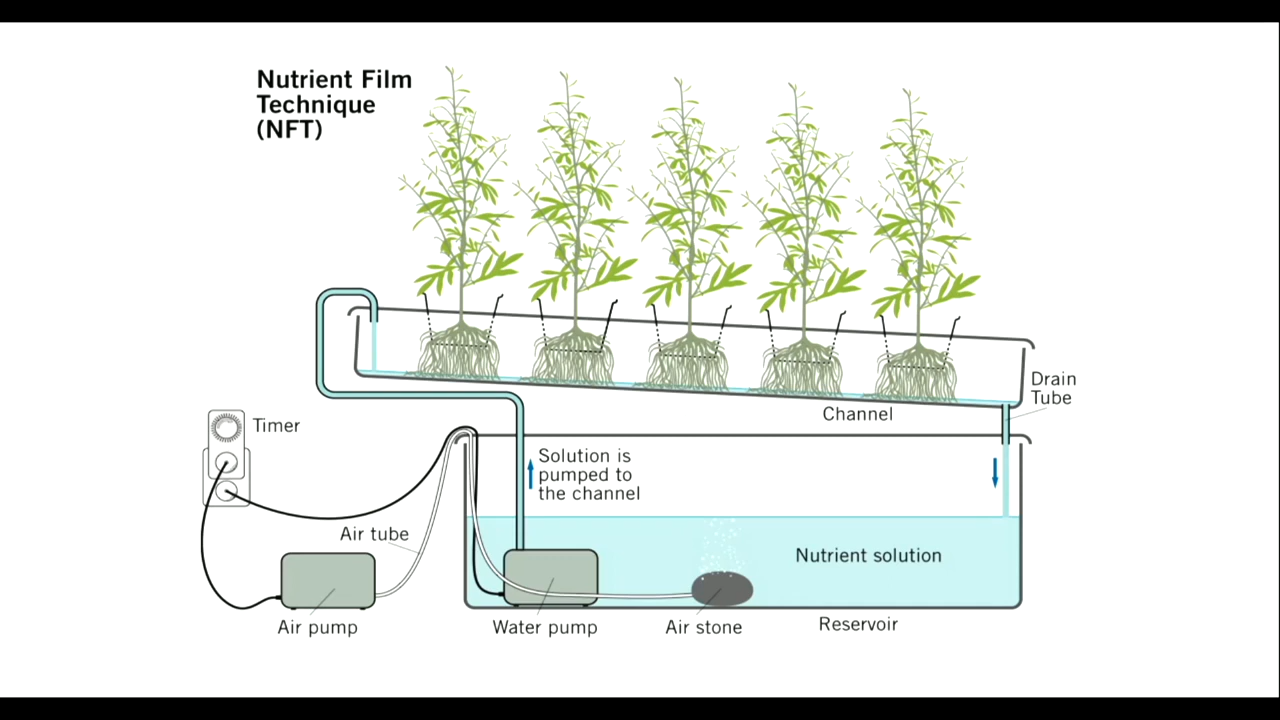 Nutrient Film
Technique
(NFT)
Drain
Tube
Channel
Timer
Solution is
pumped to
the channel
Air tube
Nutrient solution
Air pump
Water pump
Air stone
Reservoir